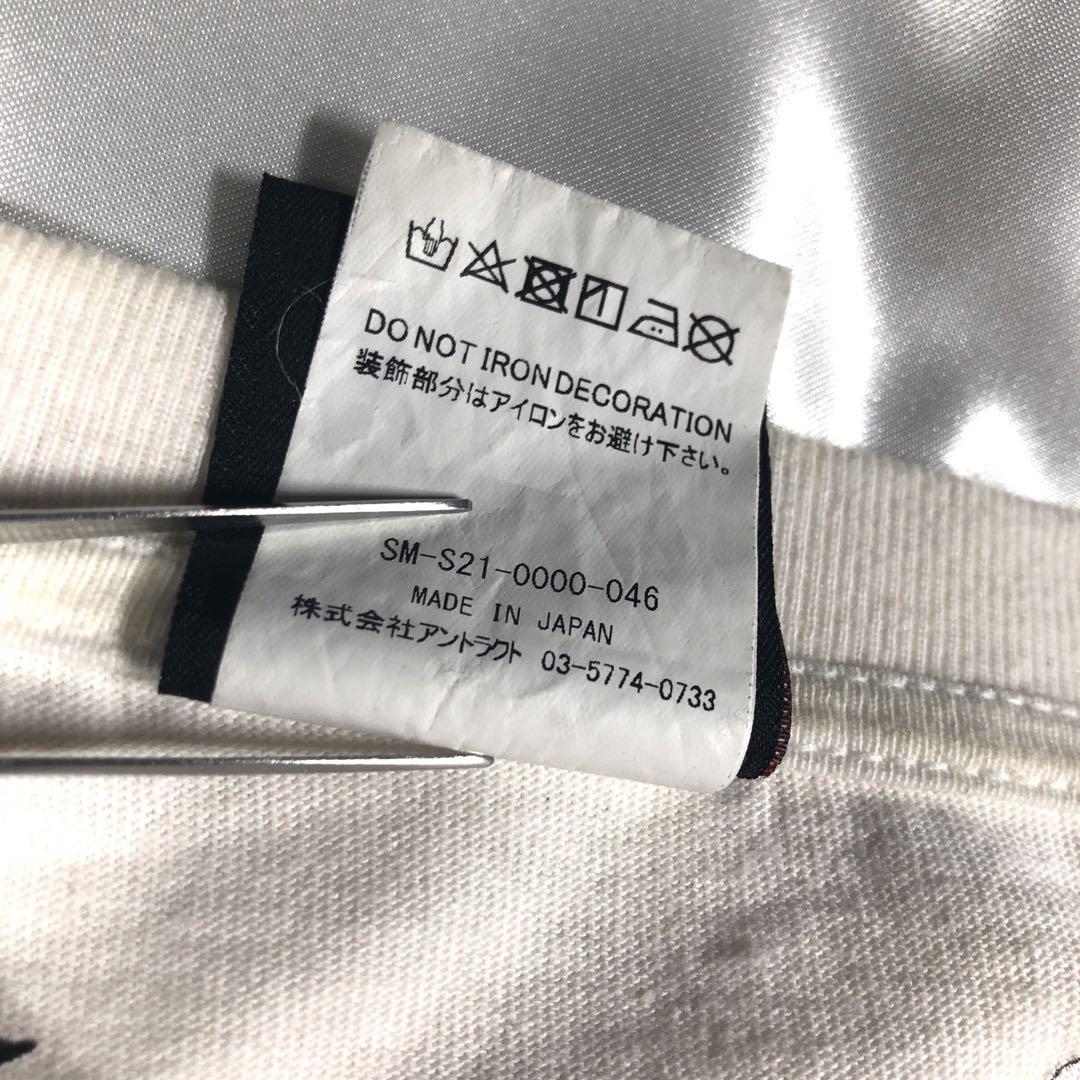 DO NOT IRON DECORATION
装飾部分はアイロンをお避け下さい。
SM-S21-0000-046
MADE IN JAPAN
株式会社アントラクト 03-5774-0733